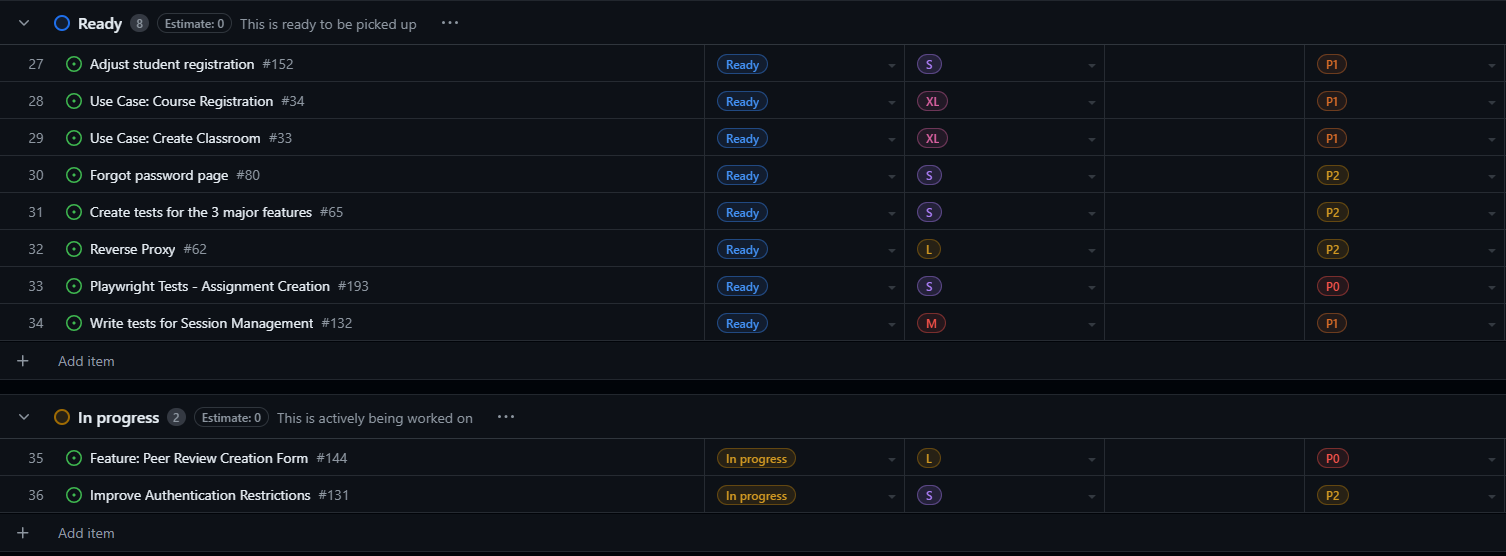 Ready 8 Estimate: 0 This is ready to be picked up ...
27 Adjust student registration #152 Ready S P1
28 Use Case: Course Registration #34 Ready XL P1
29 Use Case: Create Classroom #33 Ready XL P1
30 Forgot password page #80 Ready S P2
31 Create tests for the 3 major features #65 Ready S P2
32 Reverse Proxy #62 Ready L P2
33 Playwright Tests - Assignment Creation #193 Ready S P0
34 Write tests for Session Management #132 Ready M P1
+ Add item
In progress 2 Estimate: 0 This is actively being worked on ...
35 Feature: Peer Review Creation Form #144 In progress L P0
36 Improve Authentication Restrictions #131 In progress S P2
+ Add item